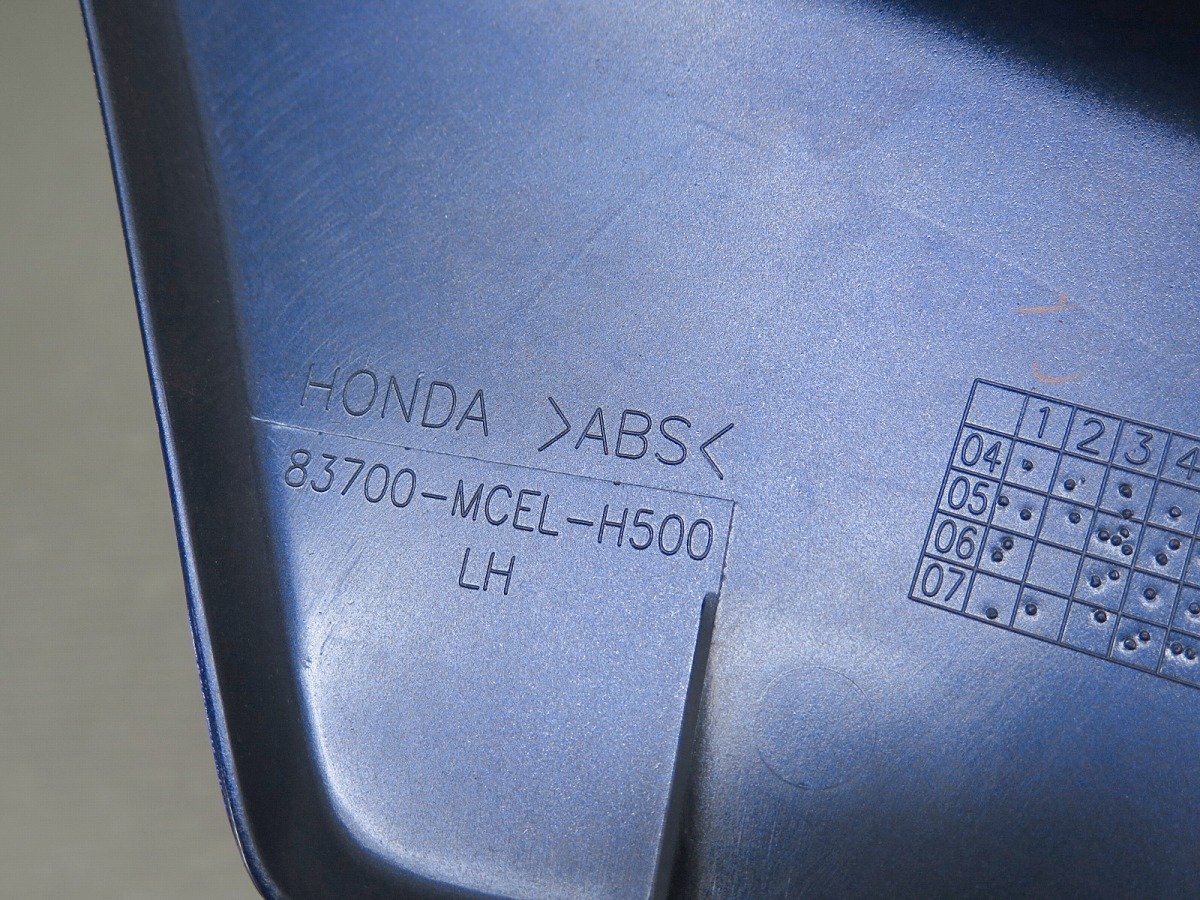 HONDA >ABS<
83700-MCEL-H500
LH
1 2 3 4
04
05
06
07